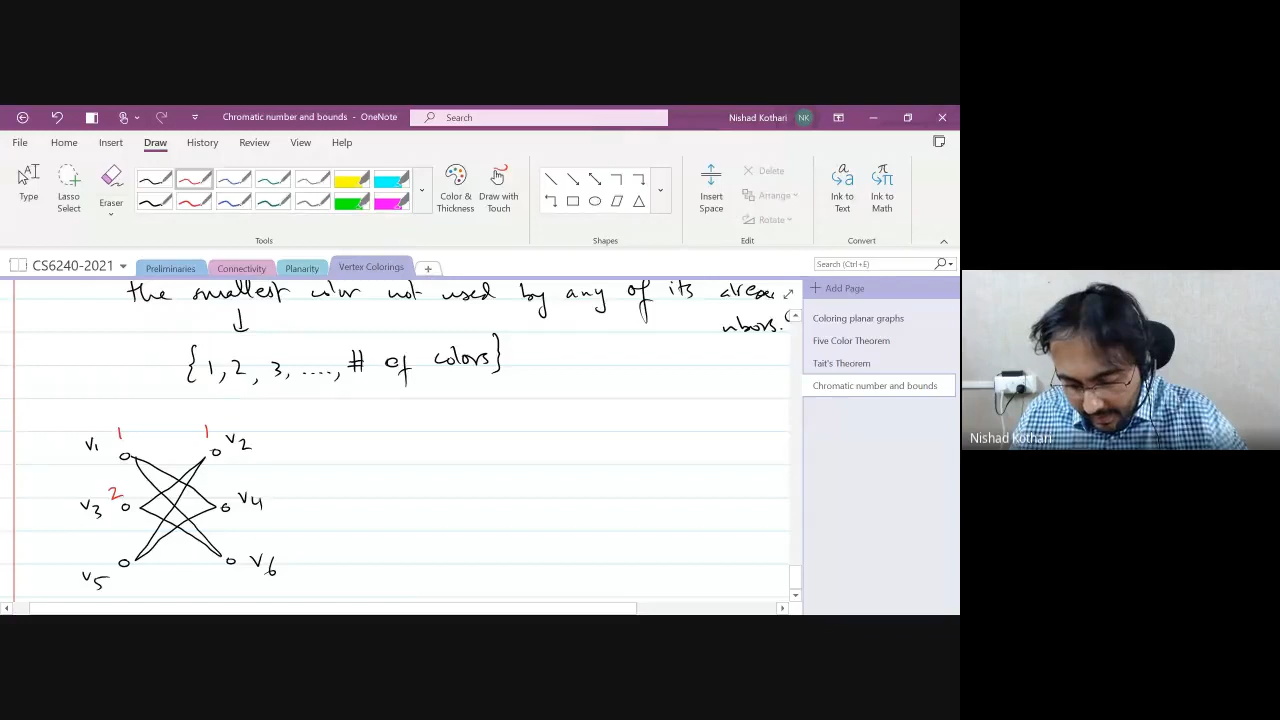 Chromatic number and bounds - OneNote
Search
Nishad Kothari
NK
File Home Insert Draw History Review View Help
Type
Lasso Select
Eraser
Color & Thickness
Draw with Touch
Insert Space
Delete
Arrange
Rotate
Ink to Text
Ink to Math
Tools
Shapes
Edit
Convert
CS6240-2021
Preliminaries
Connectivity
Planarity
Vertex Colorings
Search (Ctrl+E)
Add Page
Coloring planar graphs
Five Color Theorem
Tait's Theorem
Chromatic number and bounds
the smallest color not used by any of its
nbors.
{1, 2, 3, ...., # of colors}
1 1
v1 v2
2
v3 v4
v5 v6
Nishad Kothari